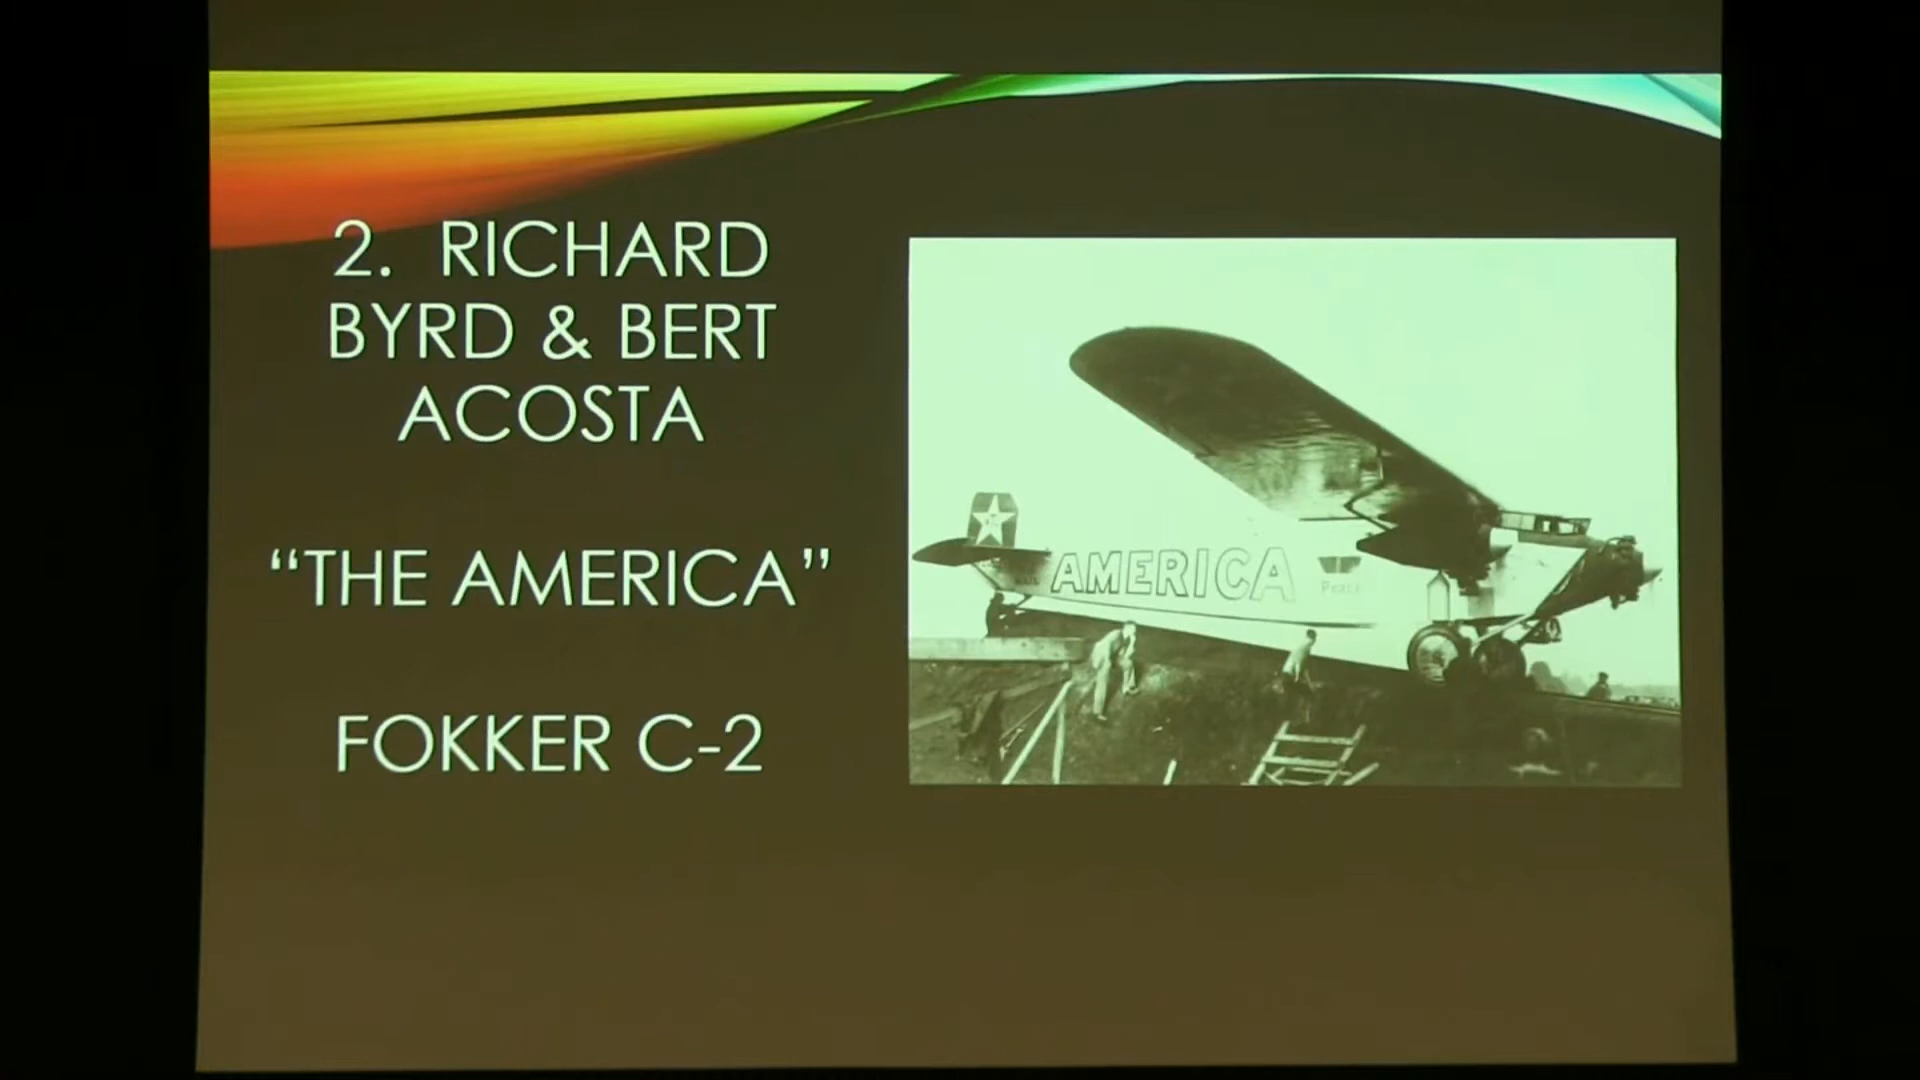 2. RICHARD
BYRD & BERT
ACOSTA
“THE AMERICA”
FOKKER C-2
AMERICA